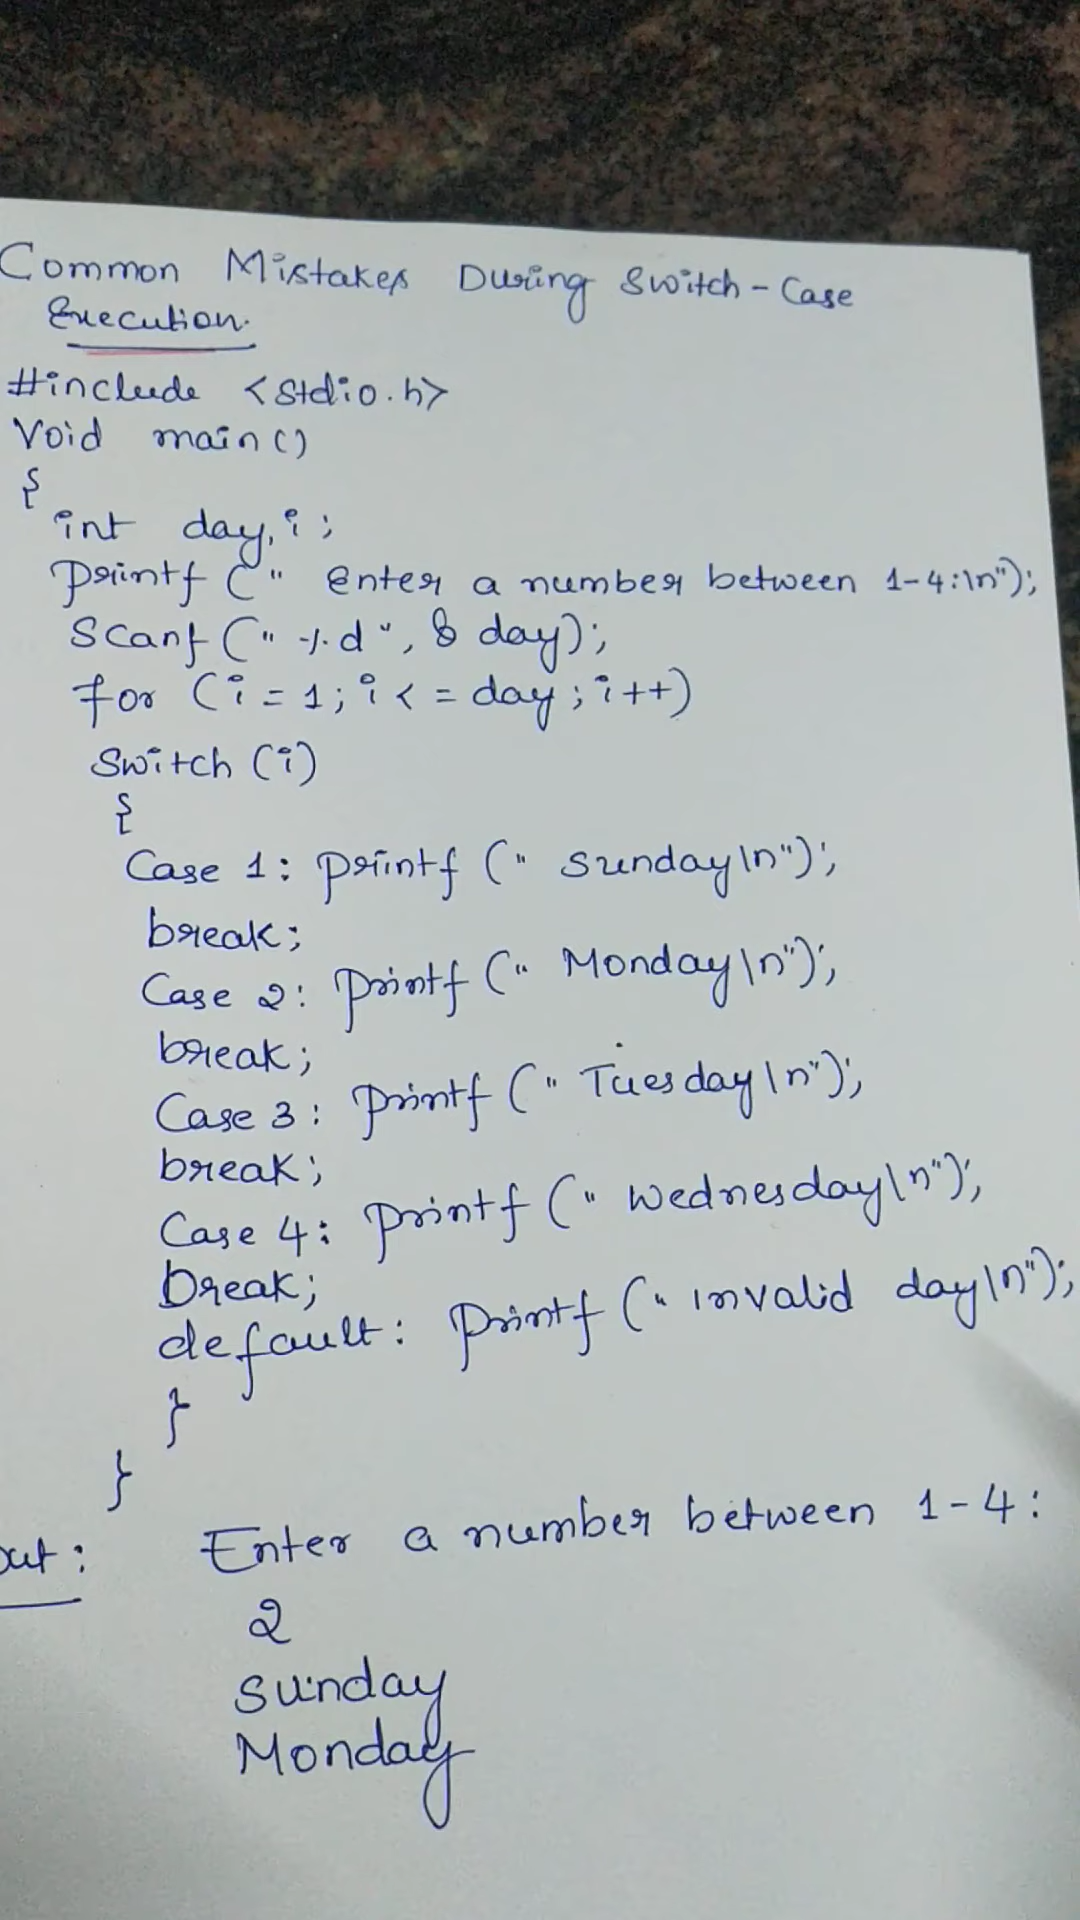 Common Mistakes During Switch-Case
Execution.
#include <stdio.h>
Void main()
{
int day, i;
printf (" enter a number between 1-4:\n");
Scanf ("%d", & day);
for (i=1; i<=day; i++)
Switch (i)
{
Case 1: printf (" Sunday\n");
break;
Case 2: printf (" Monday\n");
break;
Case 3: printf (" Tuesday\n");
break;
Case 4: printf (" Wednesday\n");
break;
default: printf (" invalid day\n");
}
}
out: Enter a number between 1-4:
2
Sunday
Monday